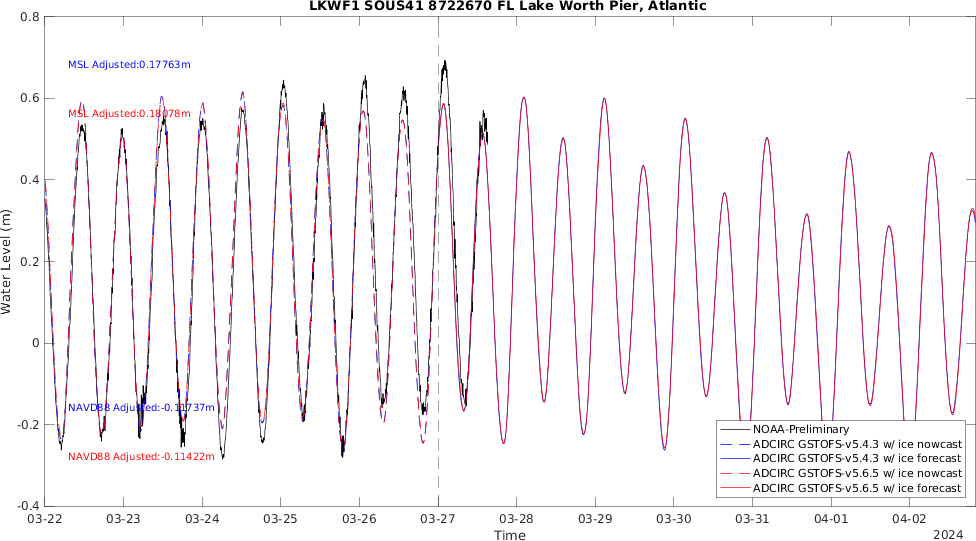 LKWF1 SOUS41 8722670 FL Lake Worth Pier, Atlantic
0.8
0.6
0.4
0.2
0
-0.2
-0.4
Water Level (m)
MSL Adjusted:0.17763m
MSL Adjusted:0.18078m
NAVD88 Adjusted:-0.11737m
NAVD88 Adjusted:-0.11422m
NOAA-Preliminary
ADCIRC GSTOFS-v5.4.3 w/ ice nowcast
ADCIRC GSTOFS-v5.4.3 w/ ice forecast
ADCIRC GSTOFS-v5.6.5 w/ ice nowcast
ADCIRC GSTOFS-v5.6.5 w/ ice forecast
03-22 03-23 03-24 03-25 03-26 03-27 03-28 03-29 03-30 03-31 04-01 04-02
Time
2024